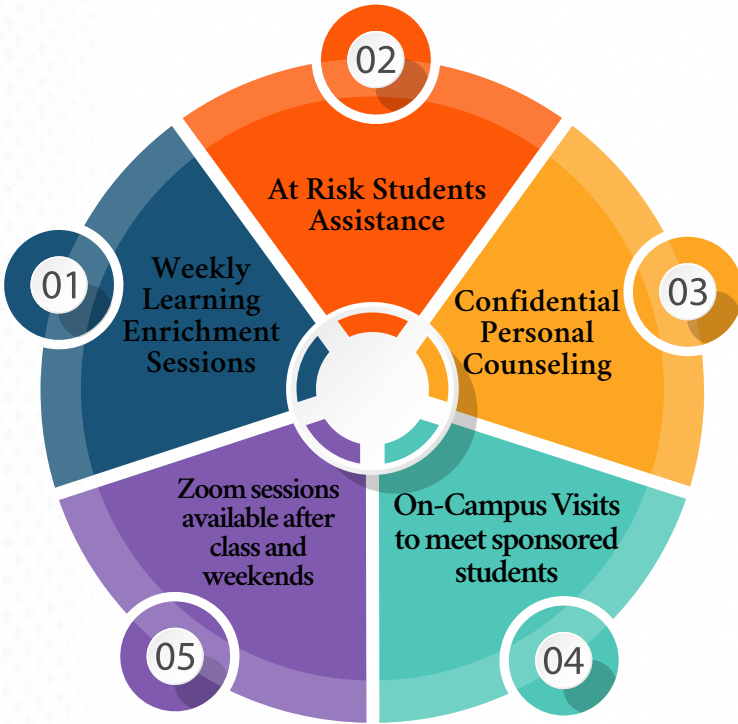 01
Weekly
Learning
Enrichment
Sessions
02
At Risk Students
Assistance
03
Confidential
Personal
Counseling
04
On-Campus Visits
to meet sponsored
students
05
Zoom sessions
available after
class and
weekends